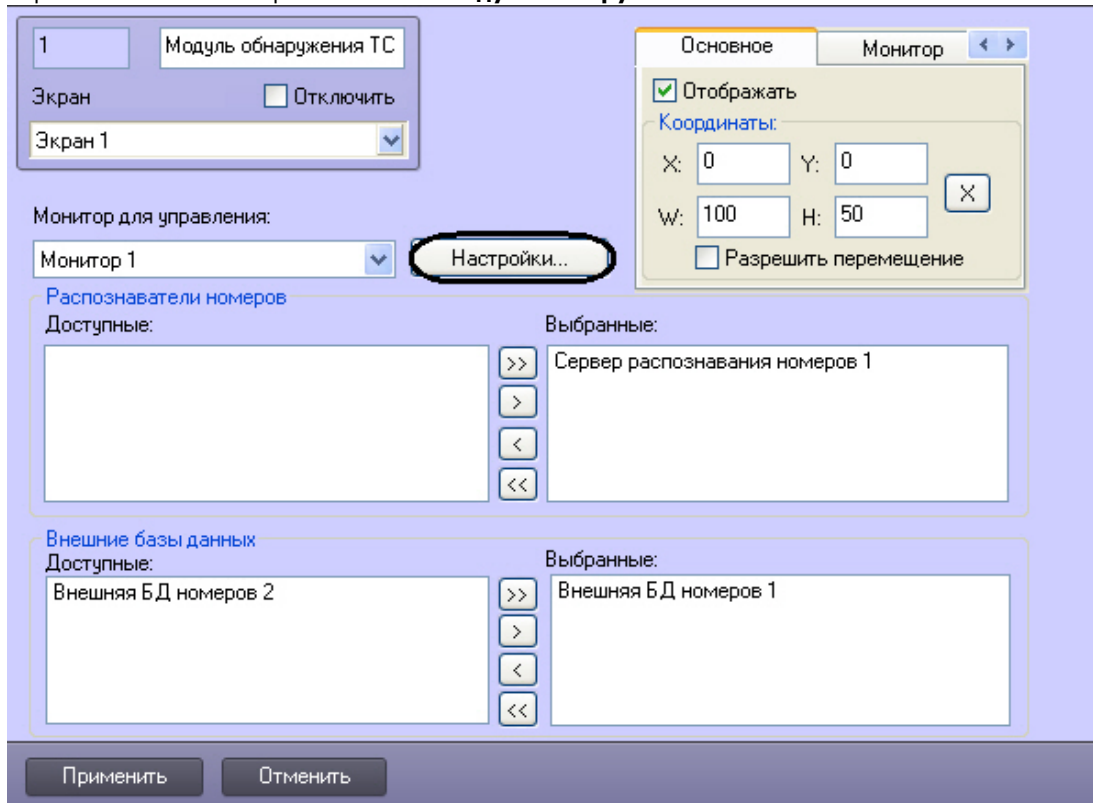 1 Модуль обнаружения ТС
Экран Отключить
Экран 1
Основное Монитор
Отображать
Координаты:
X: 0 Y: 0
X
W: 100 H: 50
Разрешить перемещение
Монитор для управления:
Монитор 1 Настройки...
Распознаватели номеров
Доступные: Выбранные:
>> Сервер распознавания номеров 1
>
<
<<
Внешние базы данных
Доступные: Выбранные:
Внешняя БД номеров 2 >> Внешняя БД номеров 1
>
<
<<
Применить Отменить